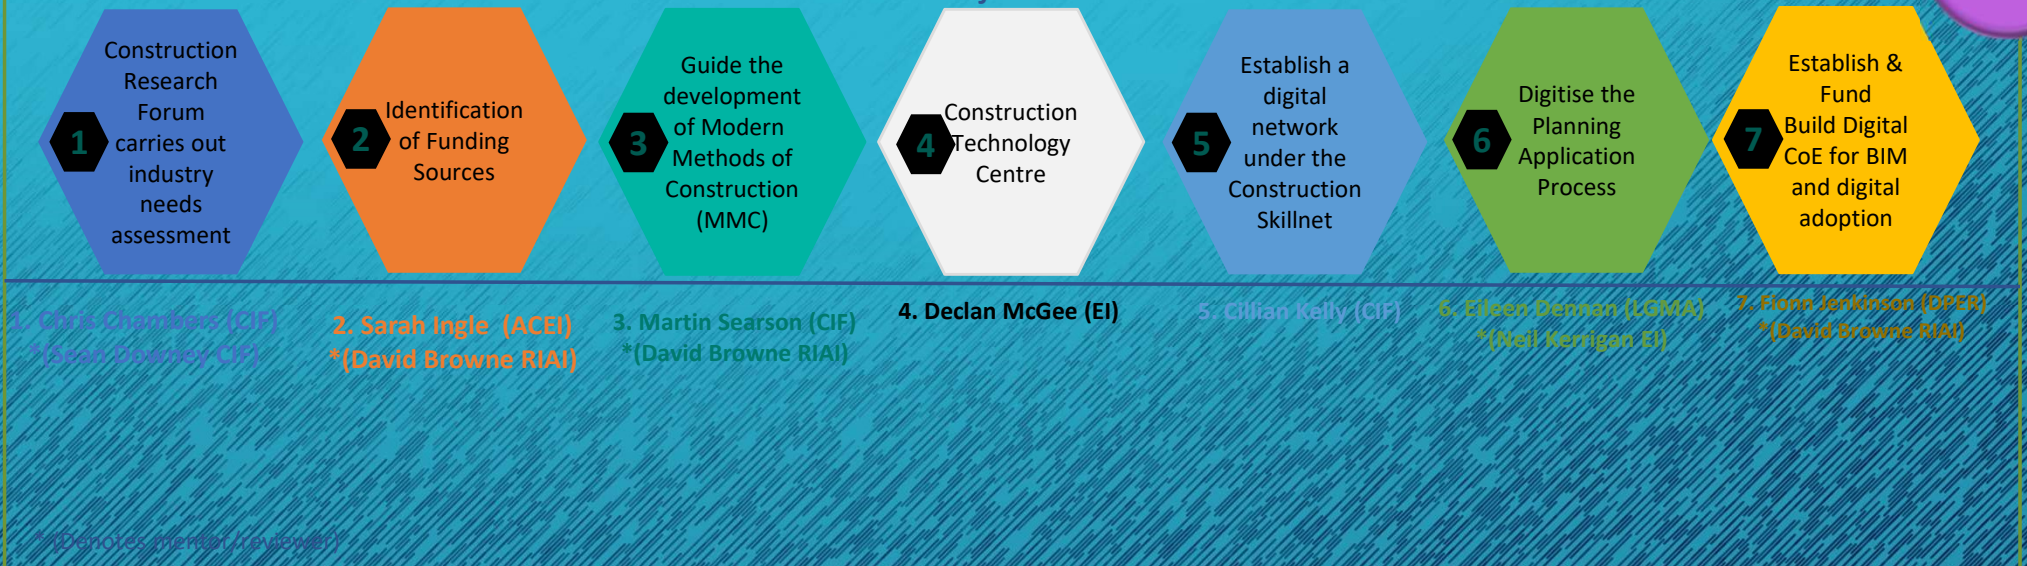 Construction
Research
Forum
carries out
industry
needs
assessment
1
Identification
of Funding
Sources
2
Guide the
development
of Modern
Methods of
Construction
(MMC)
3
Construction
Technology
Centre
4
Establish a
digital
network
under the
Construction
Skillnet
5
Digitise the
Planning
Application
Process
6
Establish &
Fund
Build Digital
CoE for BIM
and digital
adoption
7
1. Chris Chambers (CIF)
*(Sean Downey CIF)
2. Sarah Ingle (ACEI)
*(David Browne RIAI)
3. Martin Searson (CIF)
*(David Browne RIAI)
4. Declan McGee (EI)
5. Cillian Kelly (CIF)
6. Eileen Dennan (LGMA)
*(Neil Kerrigan EI)
7. Fionn Jenkinson (DPER)
*(David Browne RIAI)
* (Denotes mentor/reviewer)